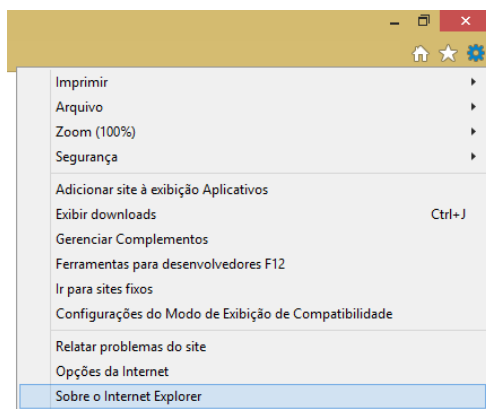 Imprimir
Arquivo
Zoom (100%)
Segurança
Adicionar site à exibição Aplicativos
Exibir downloads Ctrl+J
Gerenciar Complementos
Ferramentas para desenvolvedores F12
Ir para sites fixos
Configurações do Modo de Exibição de Compatibilidade
Relatar problemas do site
Opções da Internet
Sobre o Internet Explorer